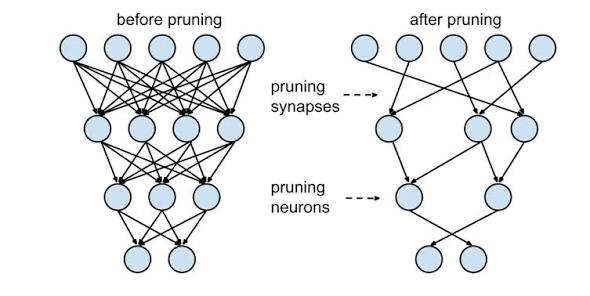 before pruning
after pruning
pruning
synapses
pruning
neurons